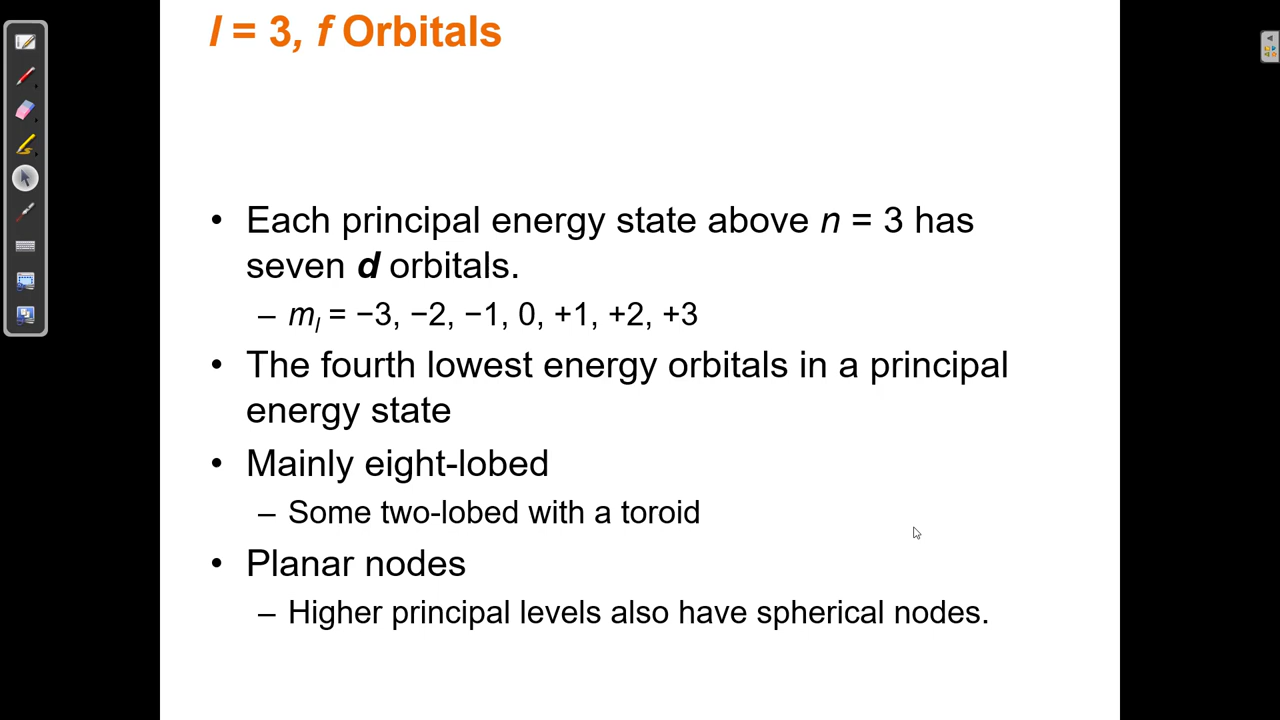 l = 3, f Orbitals
• Each principal energy state above n = 3 has
seven d orbitals.
– ml = −3, −2, −1, 0, +1, +2, +3
• The fourth lowest energy orbitals in a principal
energy state
• Mainly eight-lobed
– Some two-lobed with a toroid
• Planar nodes
– Higher principal levels also have spherical nodes.